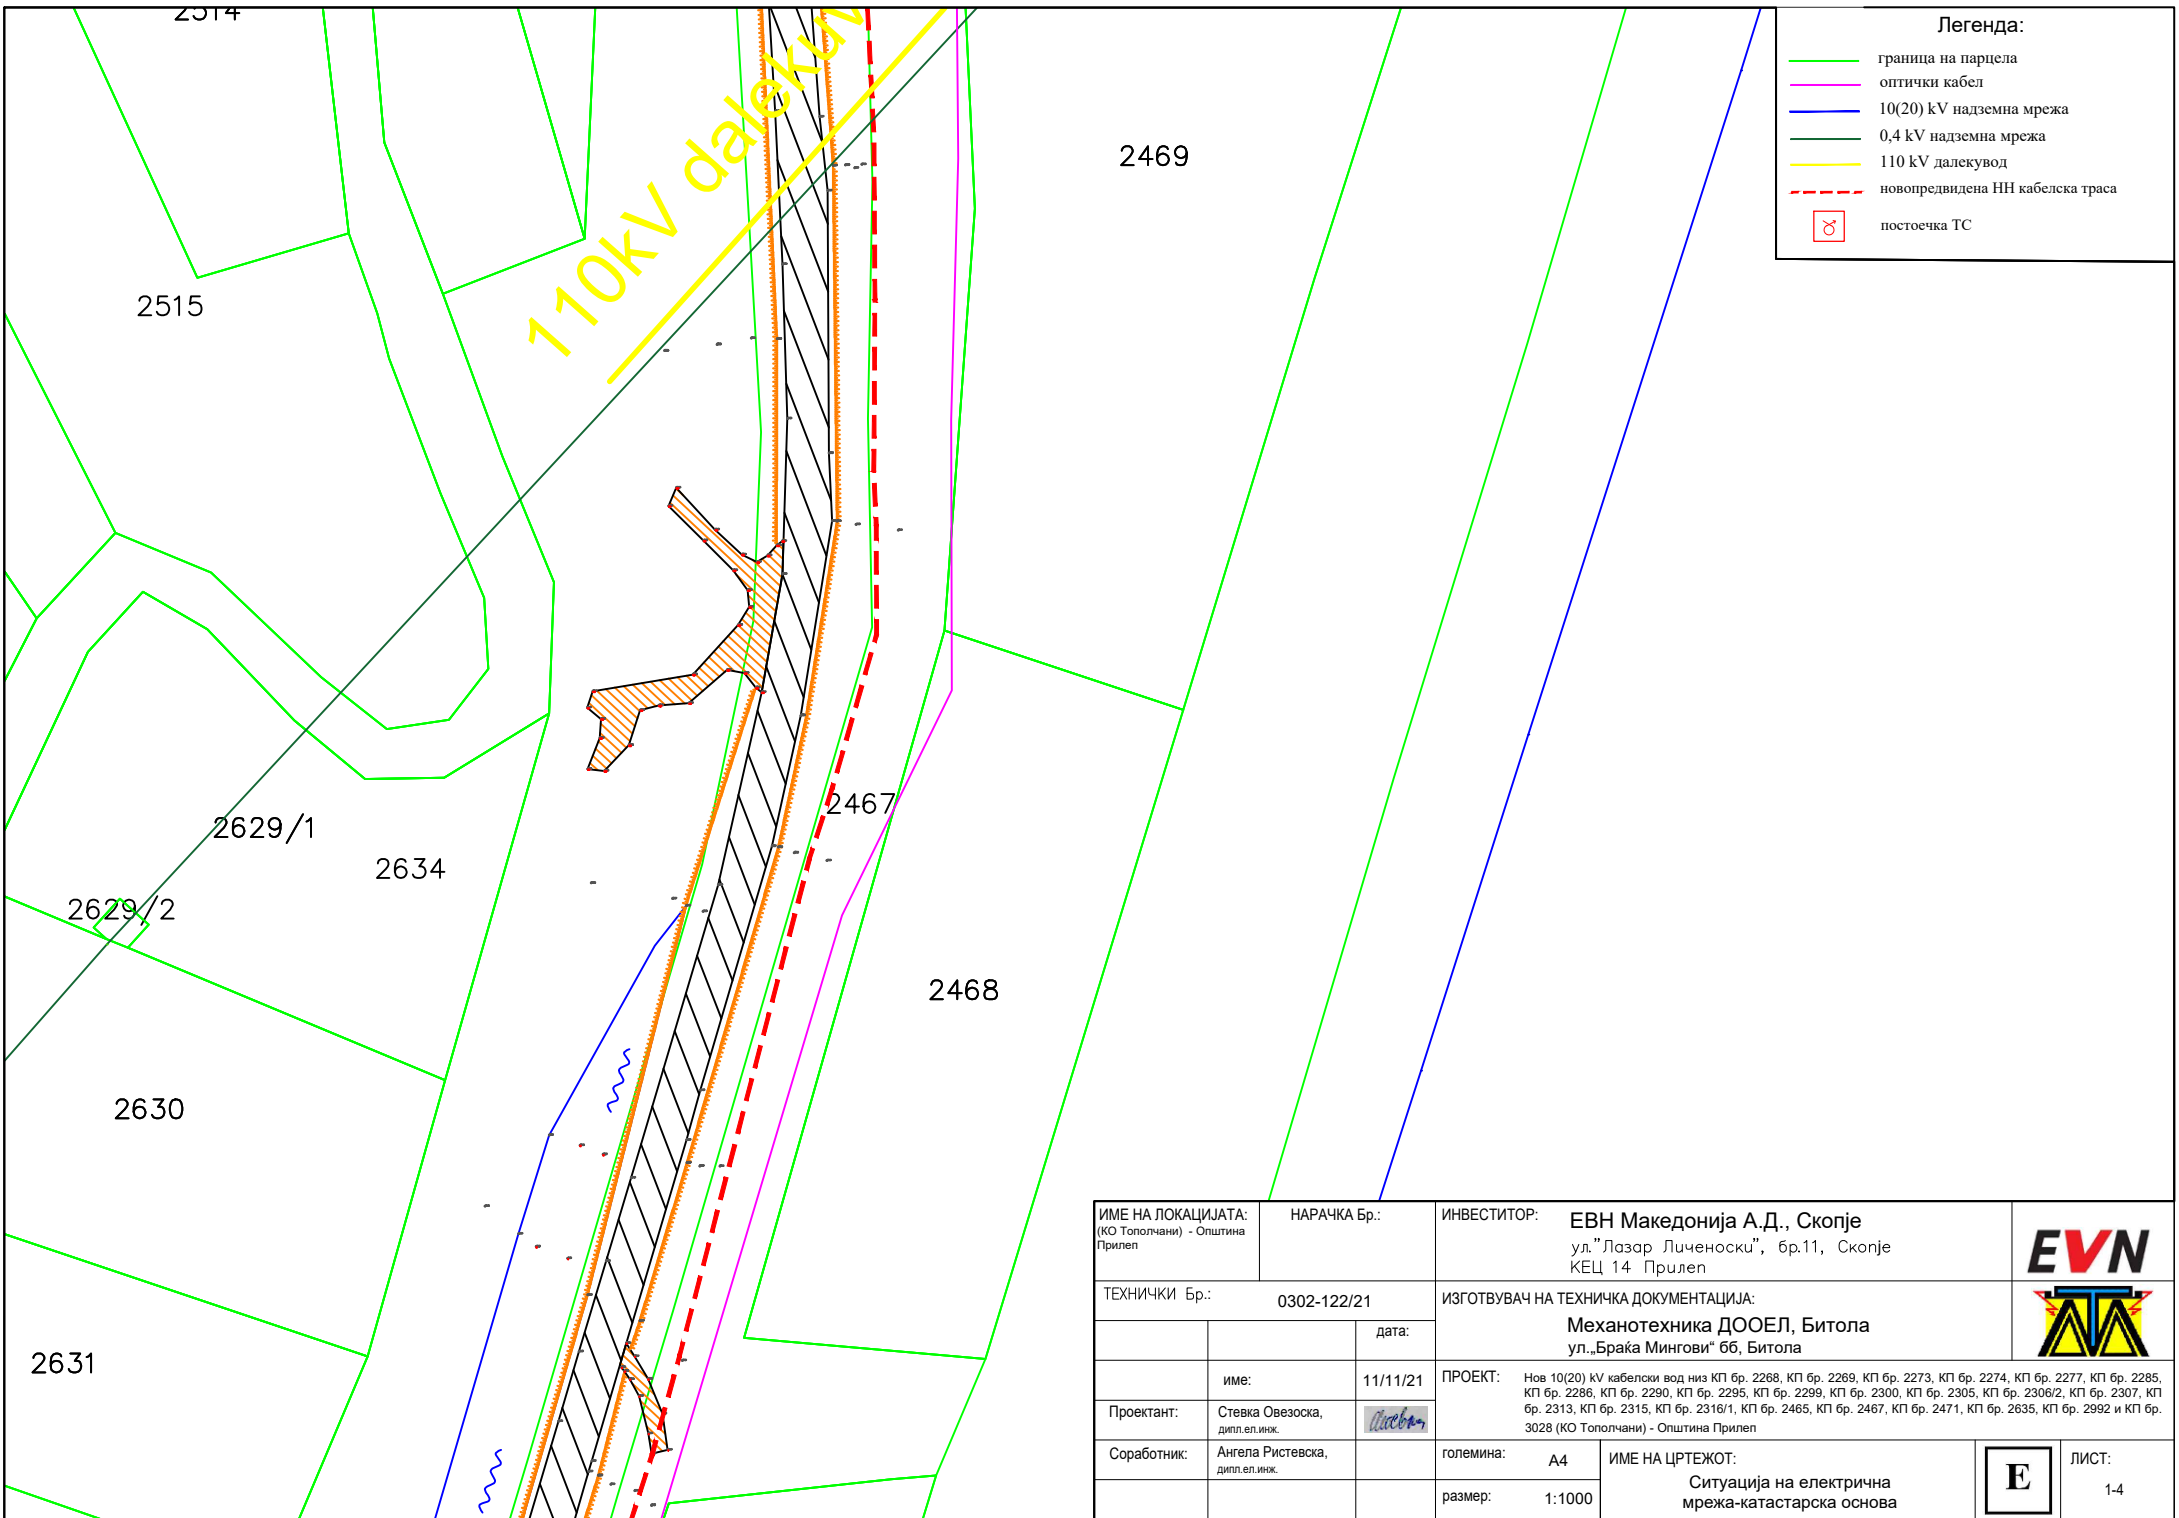 2514
110kV daleku
2469
2515
2467
2629/1
2634
2629/2
2468
2630
2631
Легенда:
граница на парцела
оптички кабел
10(20) kV надземна мрежа
0,4 kV надземна мрежа
110 kV далекувод
новопредвидена НН кабелска траса
постоечка ТС
ИМЕ НА ЛОКАЦИЈАТА:
(КО Тополчани) - Општина
Прилеп
НАРАЧКА Бр.:
ИНВЕСТИТОР:
ЕВН Македонија А.Д., Скопје
ул."Лазар Личеноски", бр.11, Скопје
КЕЦ 14 Прилеп
EVN
ТЕХНИЧКИ Бр.:
0302-122/21
ИЗГОТВУВАЧ НА ТЕХНИЧКА ДОКУМЕНТАЦИЈА:
Механотехника ДООЕЛ, Битола
ул.„Браќа Мингови“ бб, Битола
дата:
име:
11/11/21
ПРОЕКТ:
Нов 10(20) kV кабелски вод низ КП бр. 2268, КП бр. 2269, КП бр. 2273, КП бр. 2274, КП бр. 2277, КП бр. 2285,
КП бр. 2286, КП бр. 2290, КП бр. 2295, КП бр. 2299, КП бр. 2300, КП бр. 2305, КП бр. 2306/2, КП бр. 2307, КП
бр. 2313, КП бр. 2315, КП бр. 2316/1, КП бр. 2465, КП бр. 2467, КП бр. 2471, КП бр. 2635, КП бр. 2992 и КП бр.
3028 (КО Тополчани) - Општина Прилеп
Проектант:
Стевка Овезоска,
дипл.ел.инж.
Соработник:
Ангела Ристевска,
дипл.ел.инж.
големина:
А4
размер:
1:1000
ИМЕ НА ЦРТЕЖОТ:
Ситуација на електрична
мрежа-катастарска основа
Е
ЛИСТ:
1-4